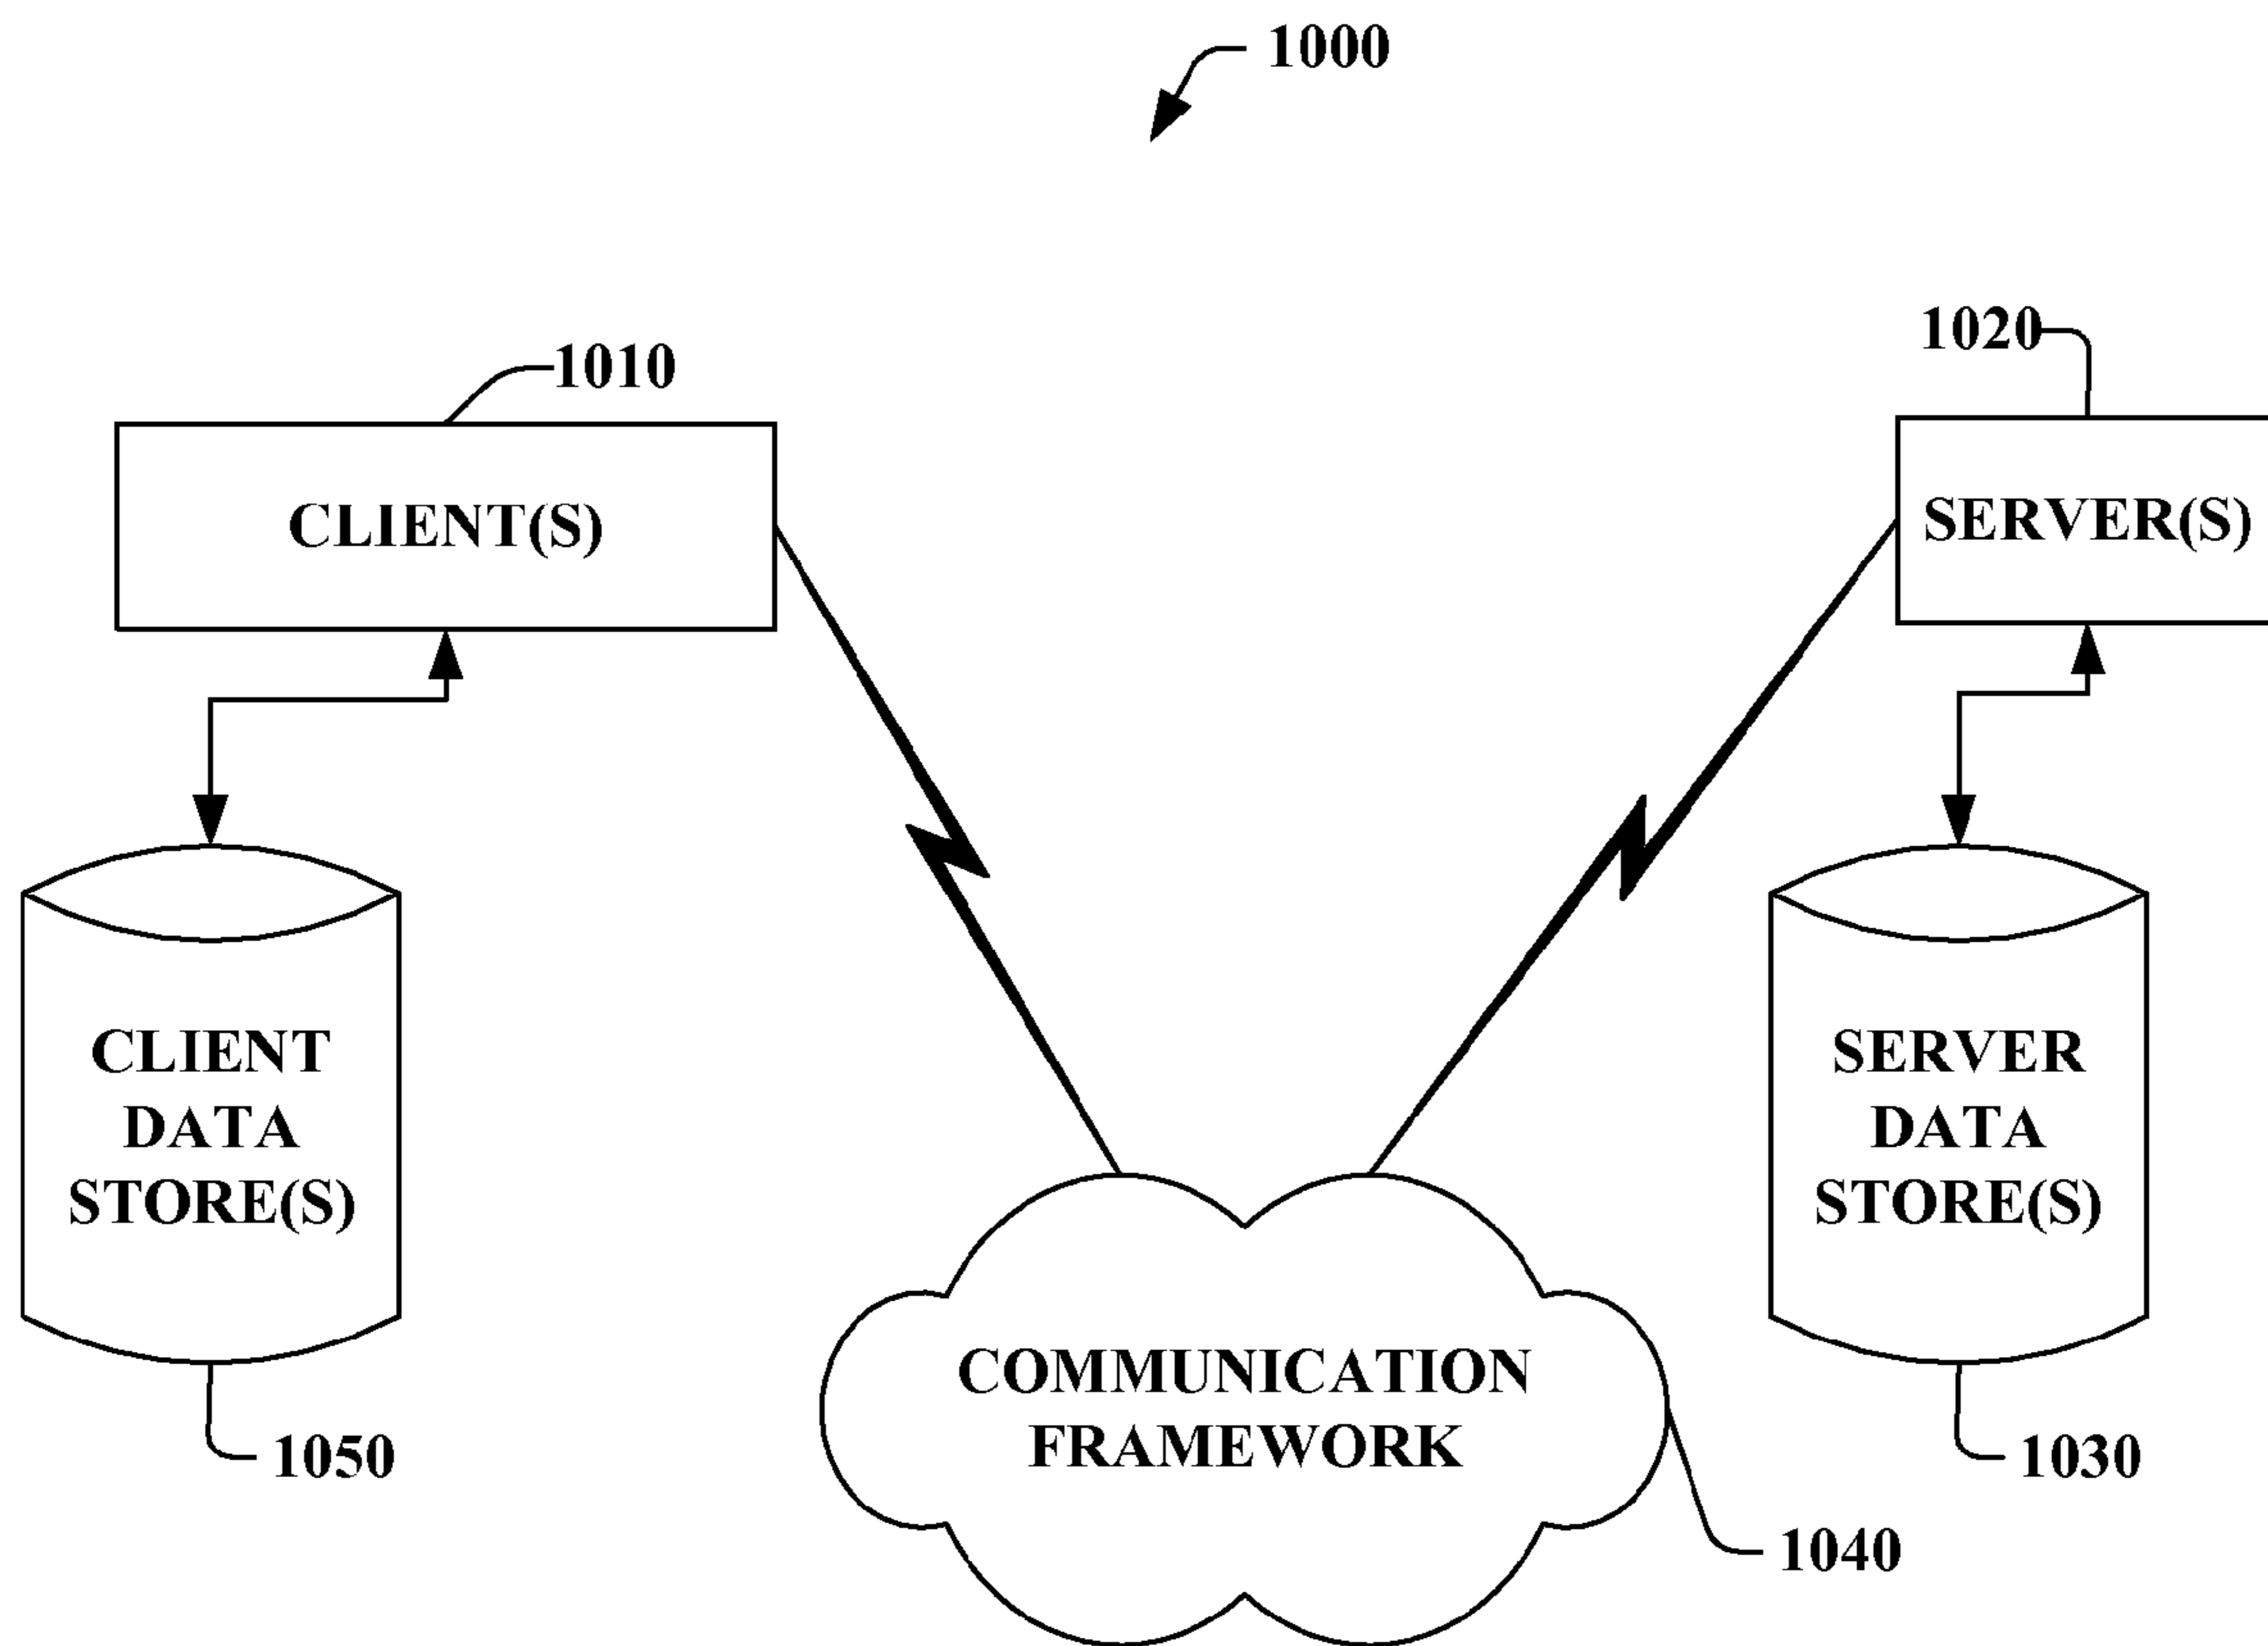 1000
1010
1020
CLIENT(S)
SERVER(S)
CLIENT
DATA
STORE(S)
SERVER
DATA
STORE(S)
COMMUNICATION
FRAMEWORK
1050
1030
1040